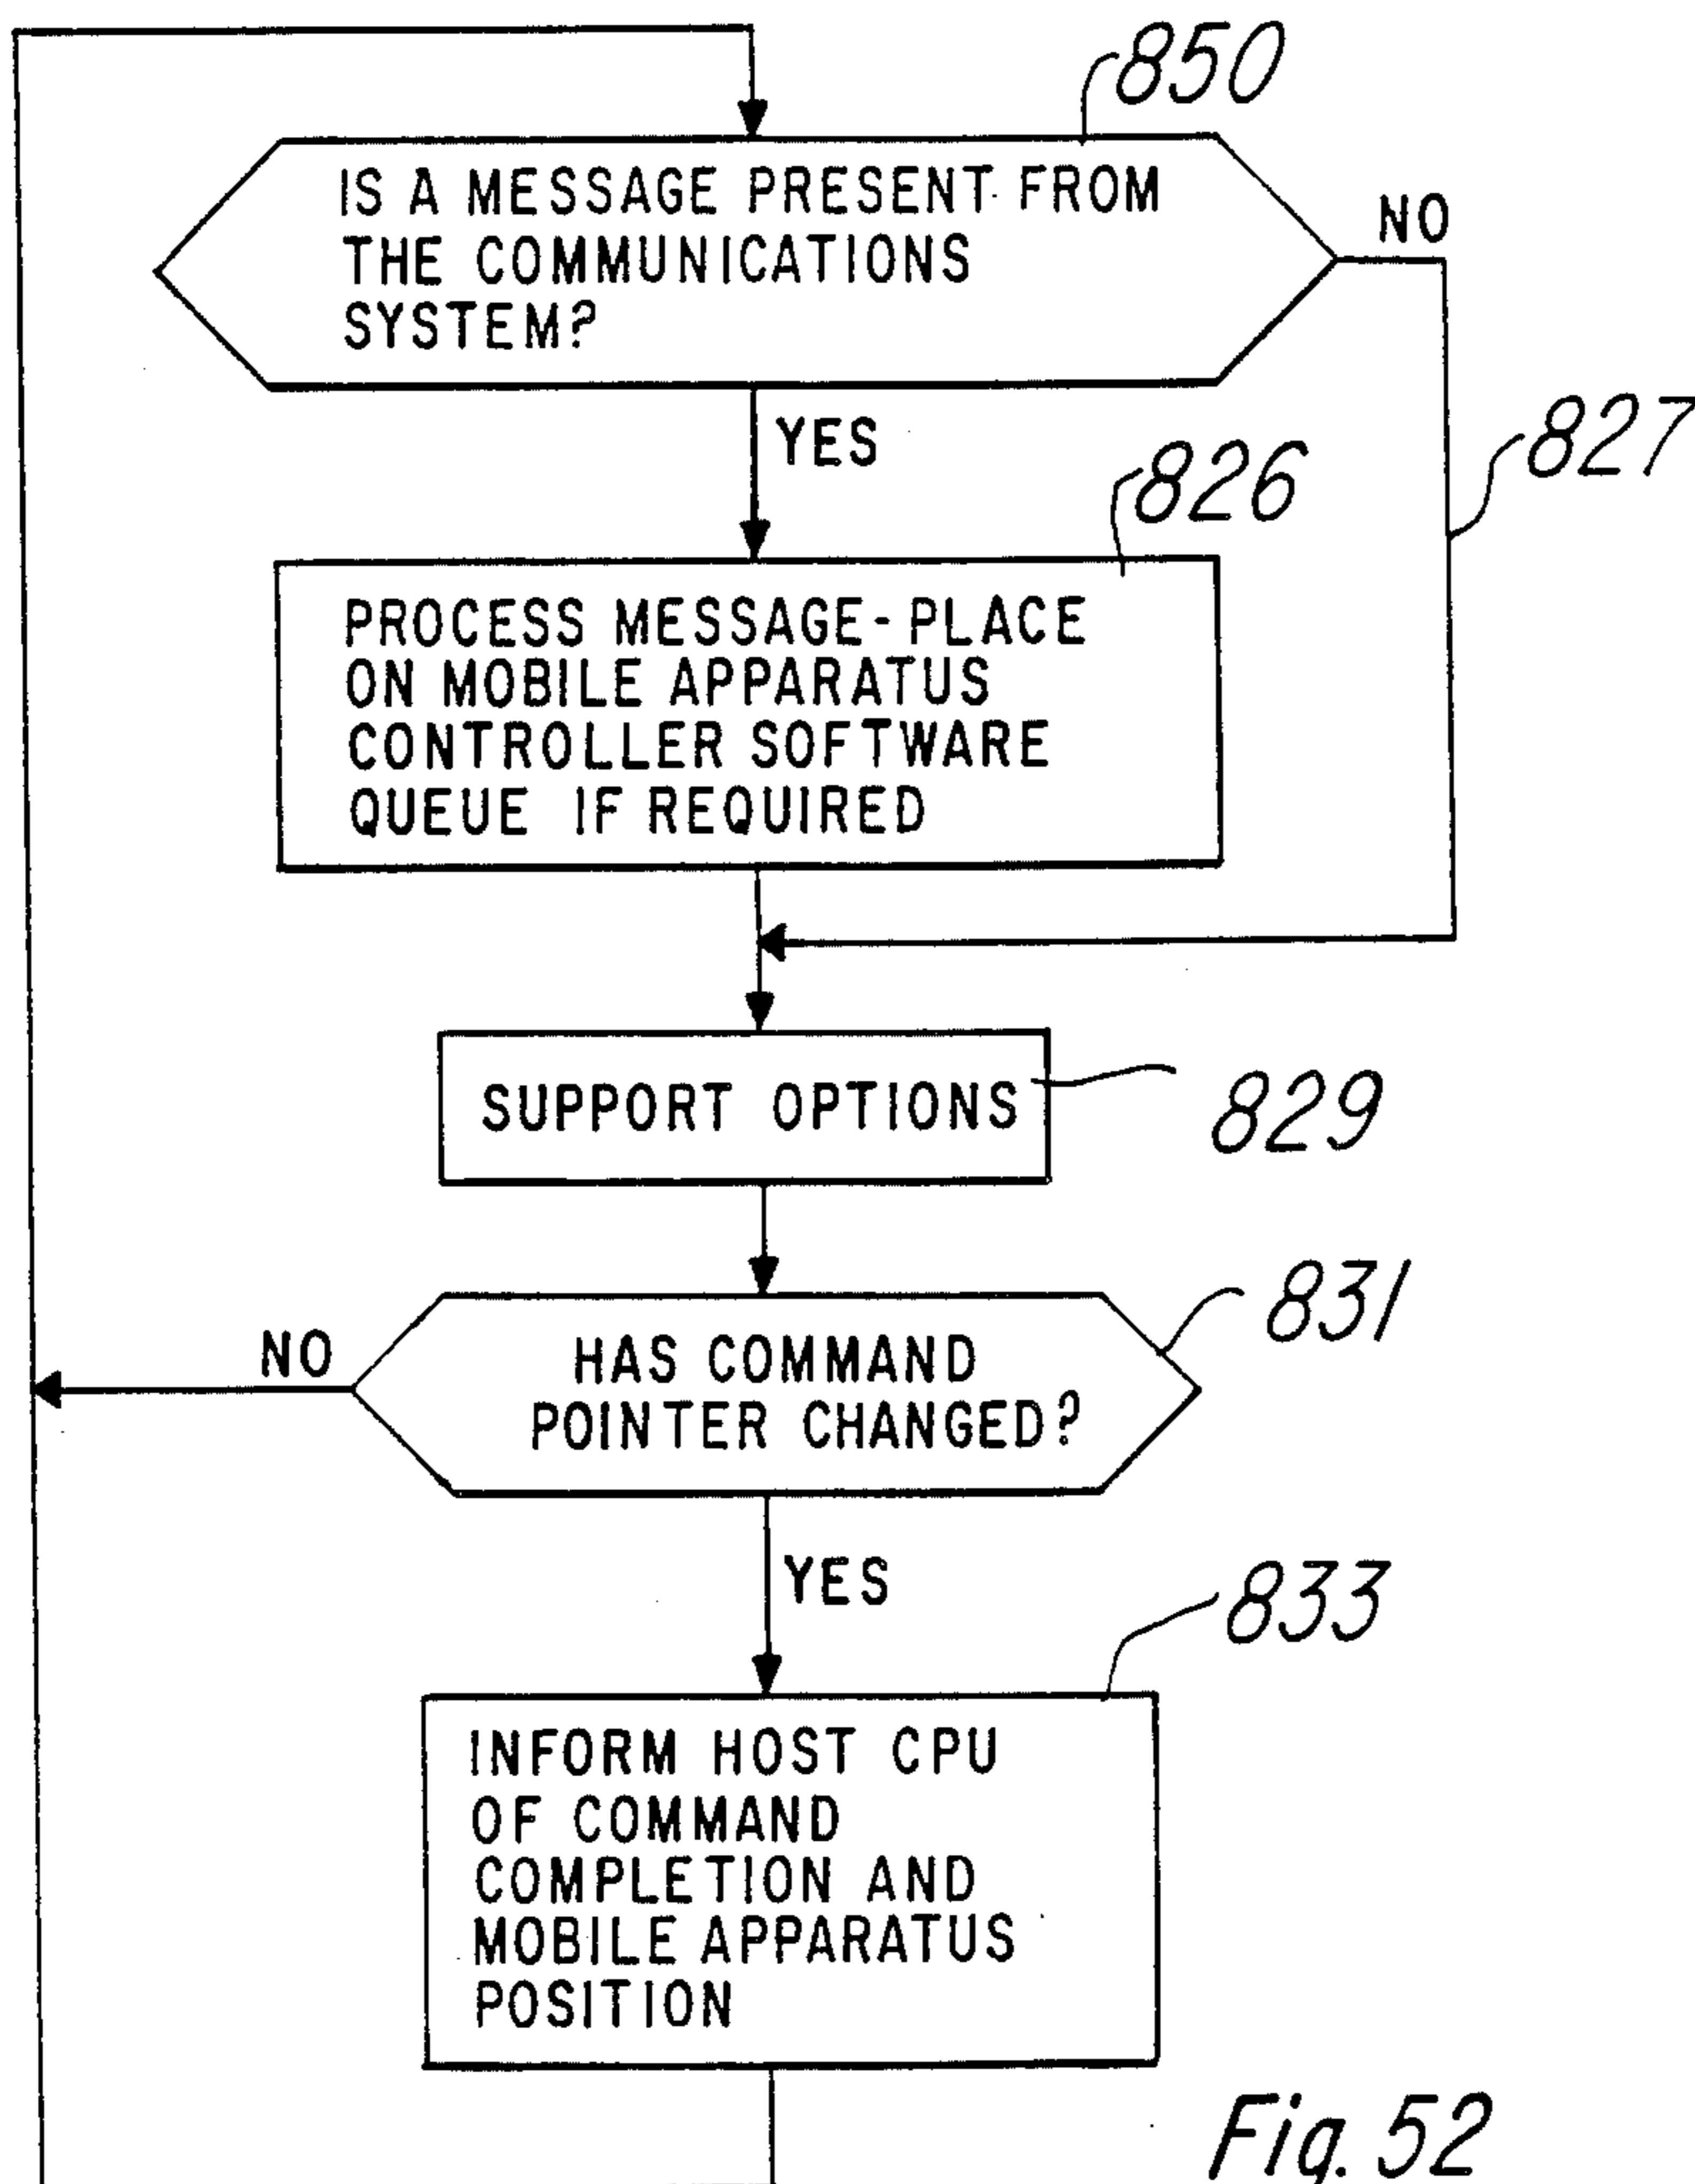 850
IS A MESSAGE PRESENT FROM
THE COMMUNICATIONS
SYSTEM?
NO
YES
827
826
PROCESS MESSAGE-PLACE
ON MOBILE APPARATUS
CONTROLLER SOFTWARE
QUEUE IF REQUIRED
SUPPORT OPTIONS
829
831
NO
HAS COMMAND
POINTER CHANGED?
YES
833
INFORM HOST CPU
OF COMMAND
COMPLETION AND
MOBILE APPARATUS
POSITION
Fig. 52